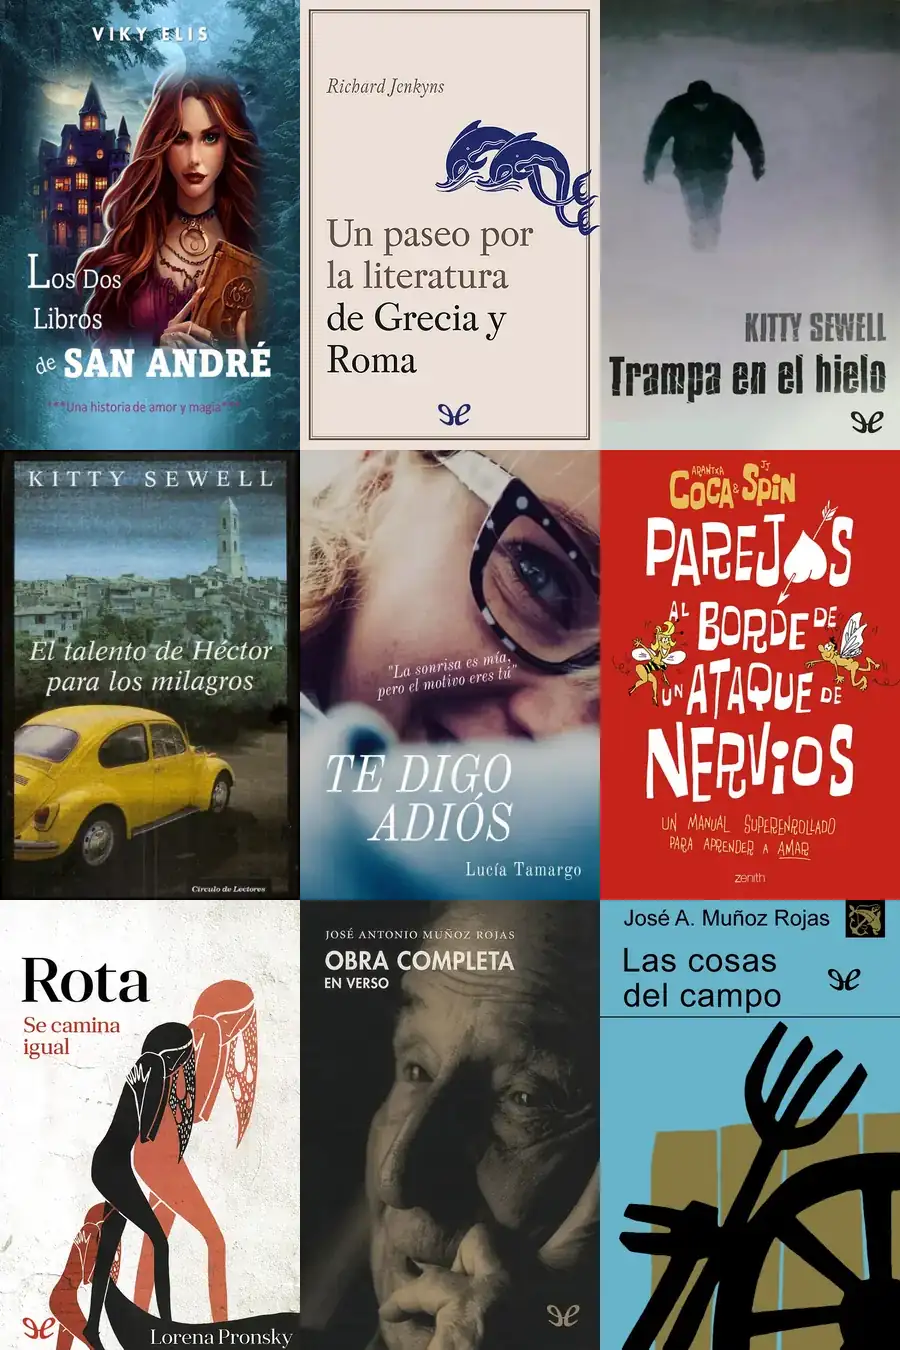 VIKY ELIS
Los Dos
Libros
de SAN ANDRÉ
***Una historia de amor y magia***
Richard Jenkyns
Un paseo por
la literatura
de Grecia y
Roma
KITTY SEWELL
Trampa en el hielo
KITTY SEWELL
El talento de Héctor
para los milagros
Círculo de Lectores
"La sonrisa es mía,
pero el motivo eres tú"
TE DIGO
ADIÓS
Lucía Tamargo
ARANTXA JJ
COCA & SPIN
PAREJAS
AL BORDE DE
UN ATAQUE DE
NERVIOS
UN MANUAL SUPERENROLLADO
PARA APRENDER A AMAR
zenith
Rota
Se camina
igual
Lorena Pronsky
JOSÉ ANTONIO MUÑOZ ROJAS
OBRA COMPLETA
EN VERSO
José A. Muñoz Rojas
Las cosas
del campo